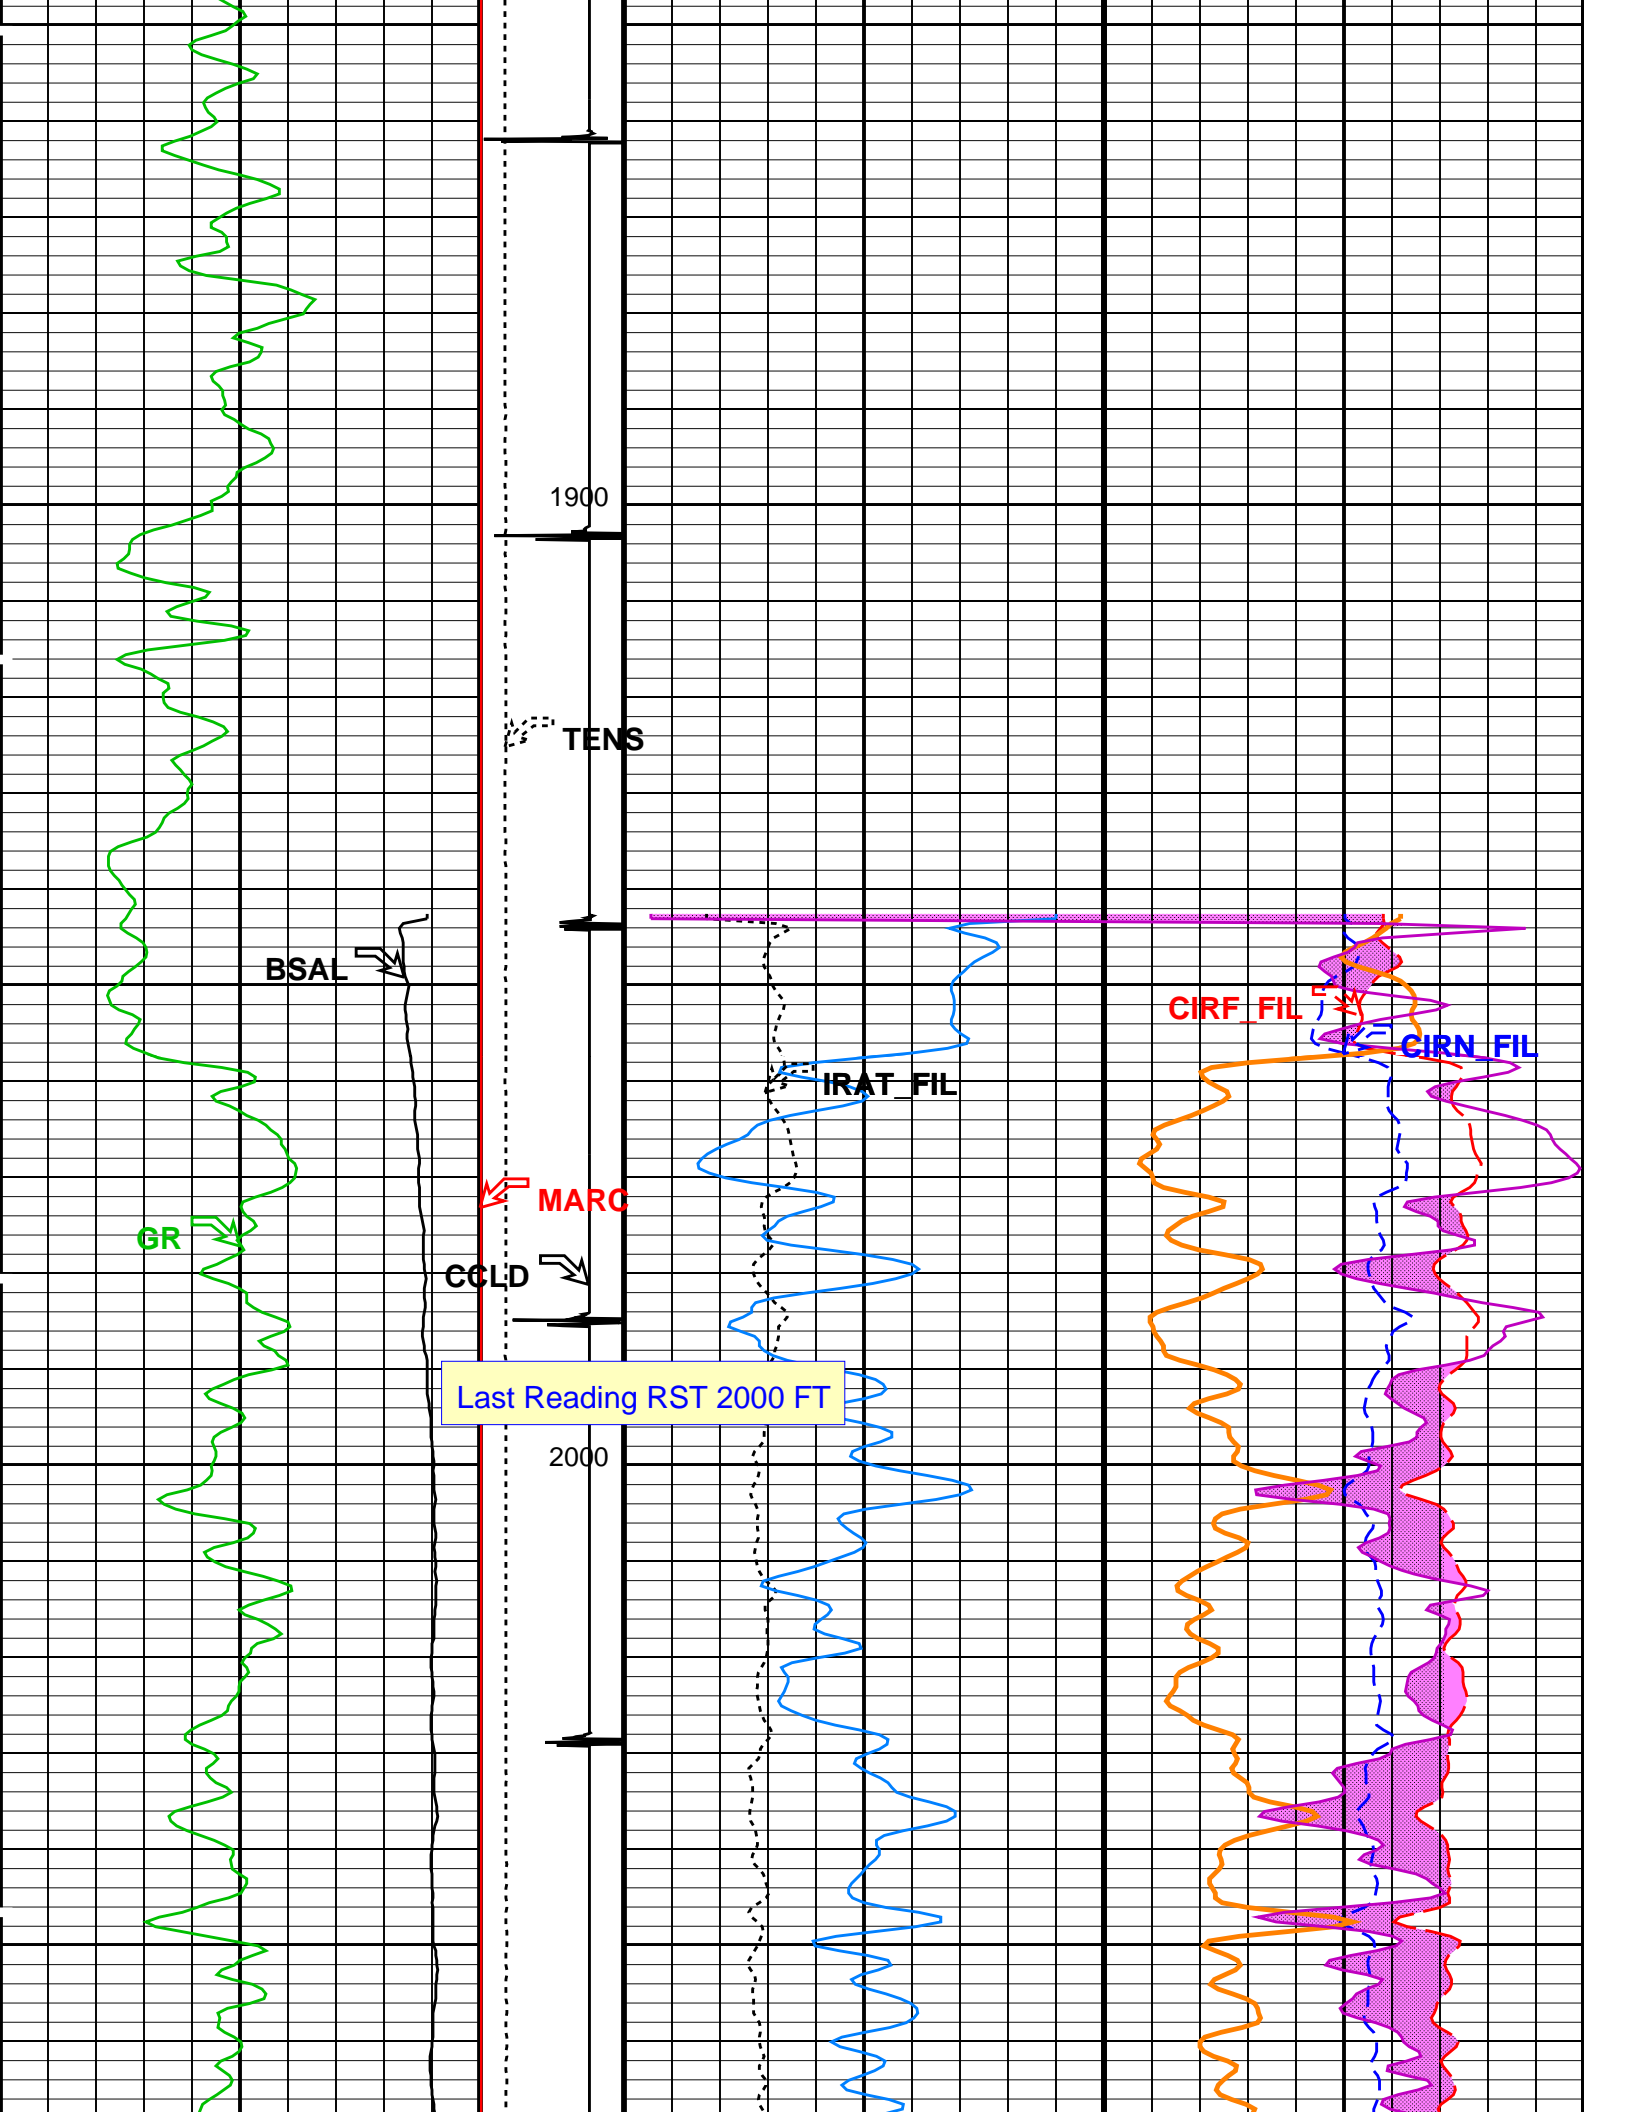 1900
TENS
BSAL
CIRF_FIL
CIRN_FIL
IRAT_FIL
MARC
GR
CCLD
Last Reading RST 2000 FT
2000